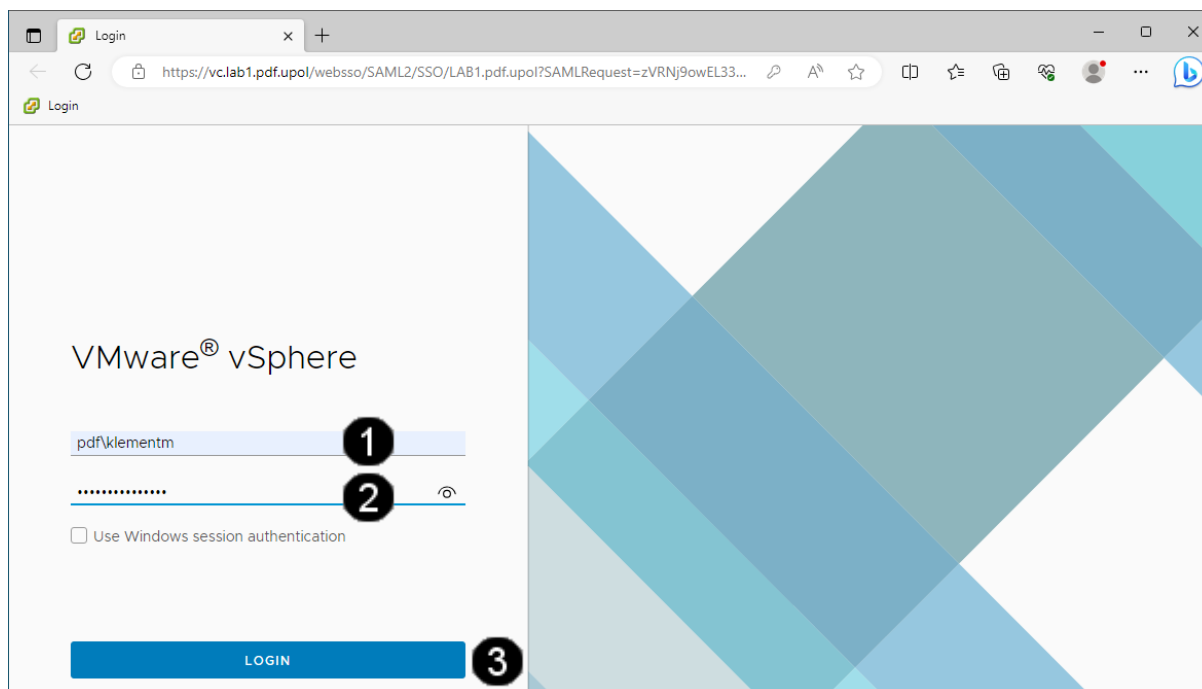 Login
https://vc.lab1.pdf.upol/websso/SAML2/SSO/LAB1.pdf.upol?SAMLRequest=zVRNj9owEL33...
Login
VMware® vSphere
pdf\klementm 1
••••••••••••••• 2
Use Windows session authentication
LOGIN 3